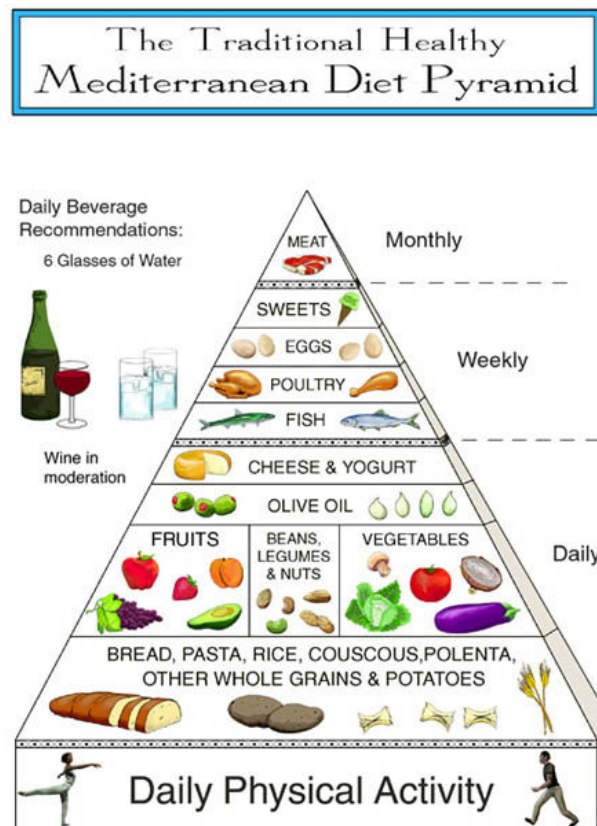 The Traditional Healthy
Mediterranean Diet Pyramid
Daily Beverage
Recommendations:
6 Glasses of Water
Wine in
moderation
MEAT
Monthly
SWEETS
EGGS
POULTRY
FISH
Weekly
CHEESE & YOGURT
OLIVE OIL
FRUITS
BEANS,
LEGUMES
& NUTS
VEGETABLES
Daily
BREAD, PASTA, RICE, COUSCOUS,POLENTA,
OTHER WHOLE GRAINS & POTATOES
Daily Physical Activity